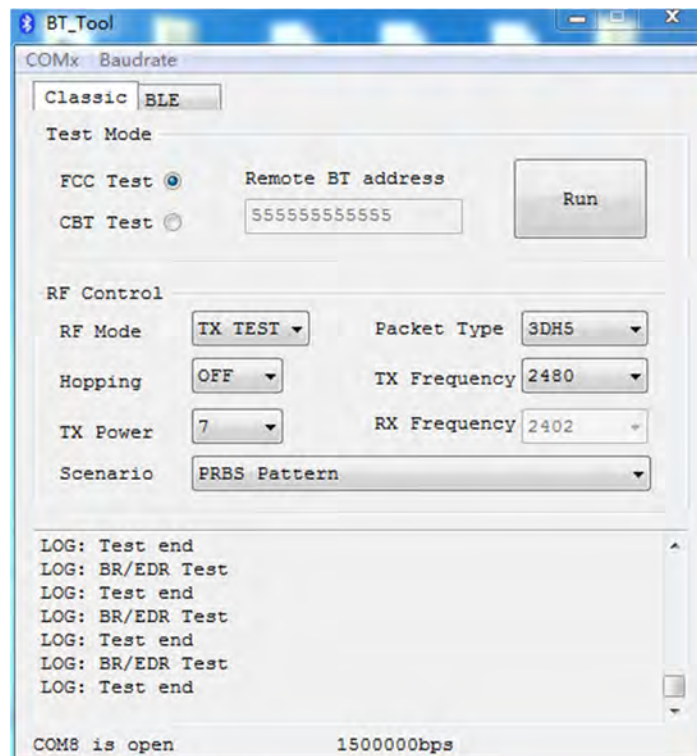 BT_Tool
COMx Baudrate
Classic BLE
Test Mode
FCC Test Remote BT address
Run
CBT Test 555555555555
RF Control
RF Mode TX TEST Packet Type 3DH5
Hopping OFF TX Frequency 2480
TX Power 7 RX Frequency 2402
Scenario PRBS Pattern
LOG: Test end
LOG: BR/EDR Test
LOG: Test end
LOG: BR/EDR Test
LOG: Test end
LOG: BR/EDR Test
LOG: Test end
COM8 is open 1500000bps